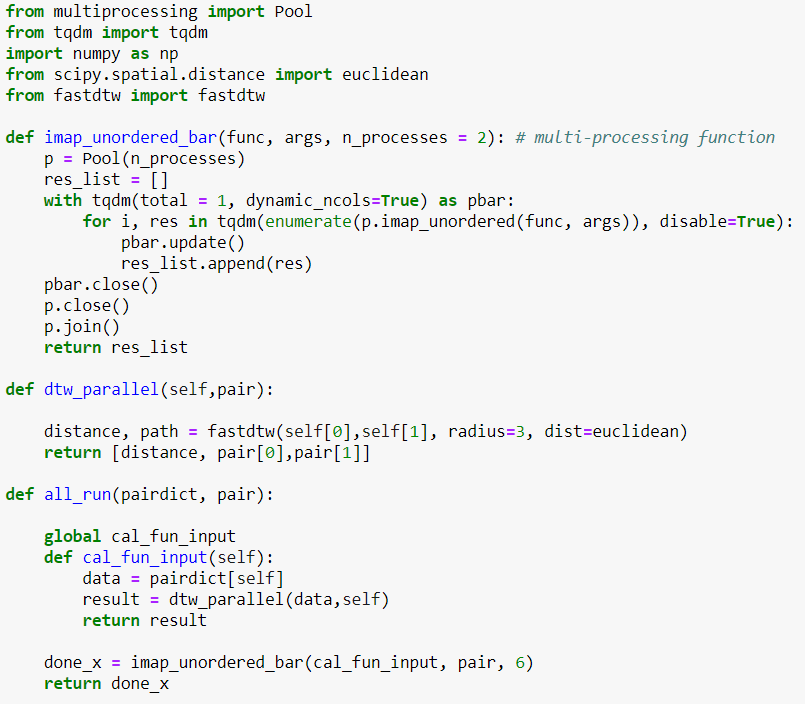 from multiprocessing import Pool
from tqdm import tqdm
import numpy as np
from scipy.spatial.distance import euclidean
from fastdtw import fastdtw

def imap_unordered_bar(func, args, n_processes = 2): # multi-processing function
    p = Pool(n_processes)
    res_list = []
    with tqdm(total = 1, dynamic_ncols=True) as pbar:
        for i, res in tqdm(enumerate(p.imap_unordered(func, args)), disable=True):
            pbar.update()
            res_list.append(res)
    pbar.close()
    p.close()
    p.join()
    return res_list

def dtw_parallel(self,pair):

    distance, path = fastdtw(self[0],self[1], radius=3, dist=euclidean)
    return [distance, pair[0],pair[1]]

def all_run(pairdict, pair):

    global cal_fun_input
    def cal_fun_input(self):
        data = pairdict[self]
        result = dtw_parallel(data,self)
        return result

    done_x = imap_unordered_bar(cal_fun_input, pair, 6)
    return done_x